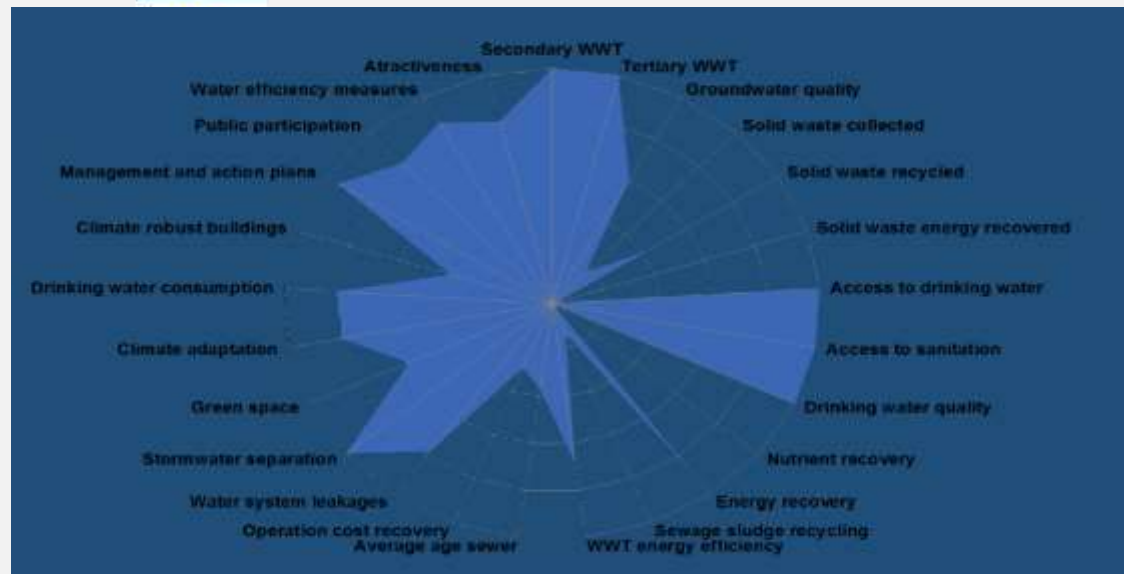 Secondary WWT
Atractiveness
Tertiary WWT
Water efficiency measures
Groundwater quality
Public participation
Solid waste collected
Management and action plans
Solid waste recycled
Climate robust buildings
Solid waste energy recovered
Drinking water consumption
Access to drinking water
Climate adaptation
Access to sanitation
Green space
Drinking water quality
Stormwater separation
Nutrient recovery
Water system leakages
Energy recovery
Operation cost recovery
Sewage sludge recycling
Average age sewer
WWT energy efficiency